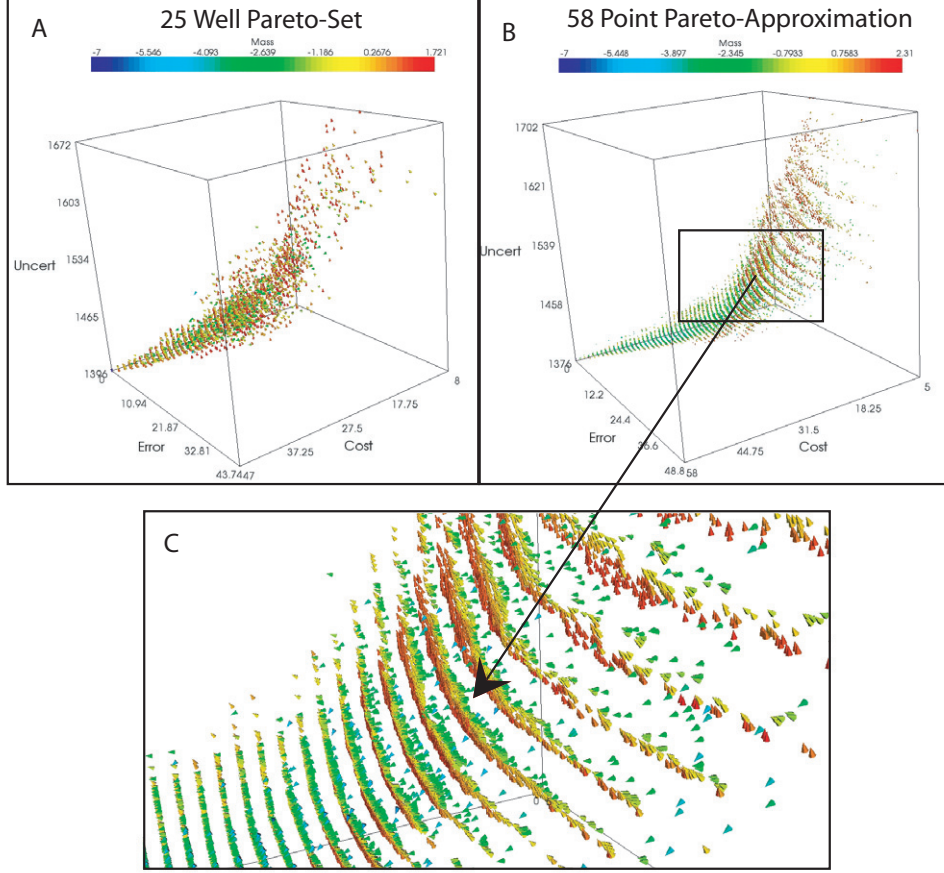 A
25 Well Pareto-Set
Mass
-7 -5.546 -4.093 -2.639 -1.186 0.2676 1.721
1672
1603
Uncert
1534
1465
1396
0
10.94
21.87
Error
32.81
43.74
47
37.25
Cost
27.5
17.75
8
B
58 Point Pareto-Approximation
Mass
-7 -5.448 -3.897 -2.345 -0.7933 0.7583 2.31
1702
1621
Uncert
1539
1458
1376
0
12.2
24.4
Error
48.8
58
44.75
Cost
31.5
18.25
5
C
0